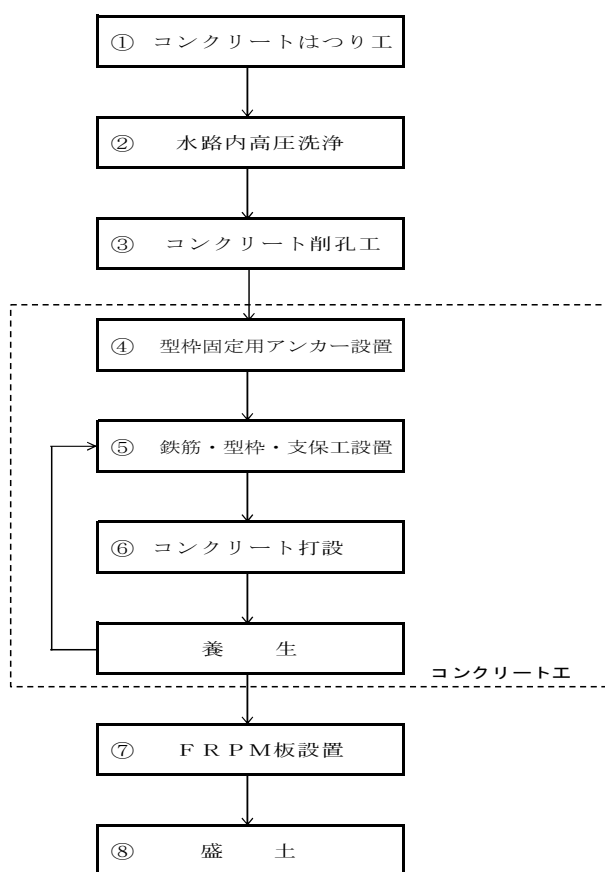 ① コンクリートはつり工
② 水路内高圧洗浄
③ コンクリート削孔工
④ 型枠固定用アンカー設置
⑤ 鉄筋・型枠・支保工設置
⑥ コンクリート打設
養　生
コンクリート工
⑦ ＦＲＰＭ板設置
⑧ 盛　土